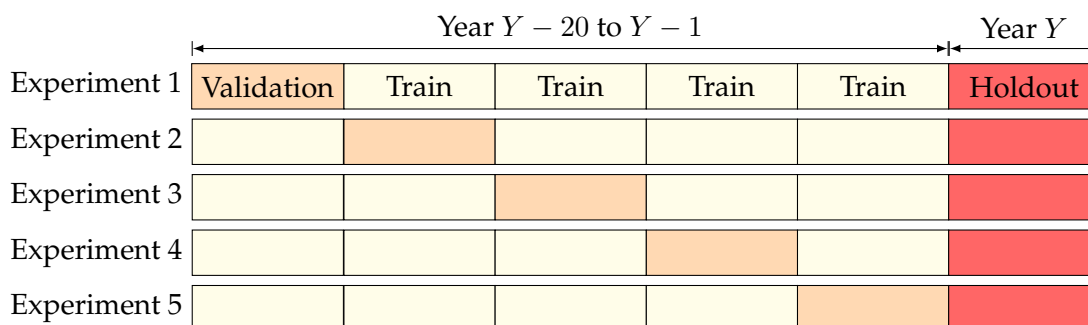 Year Y − 20 to Y − 1 Year Y
Experiment 1 Validation Train Train Train Train Holdout
Experiment 2
Experiment 3
Experiment 4
Experiment 5